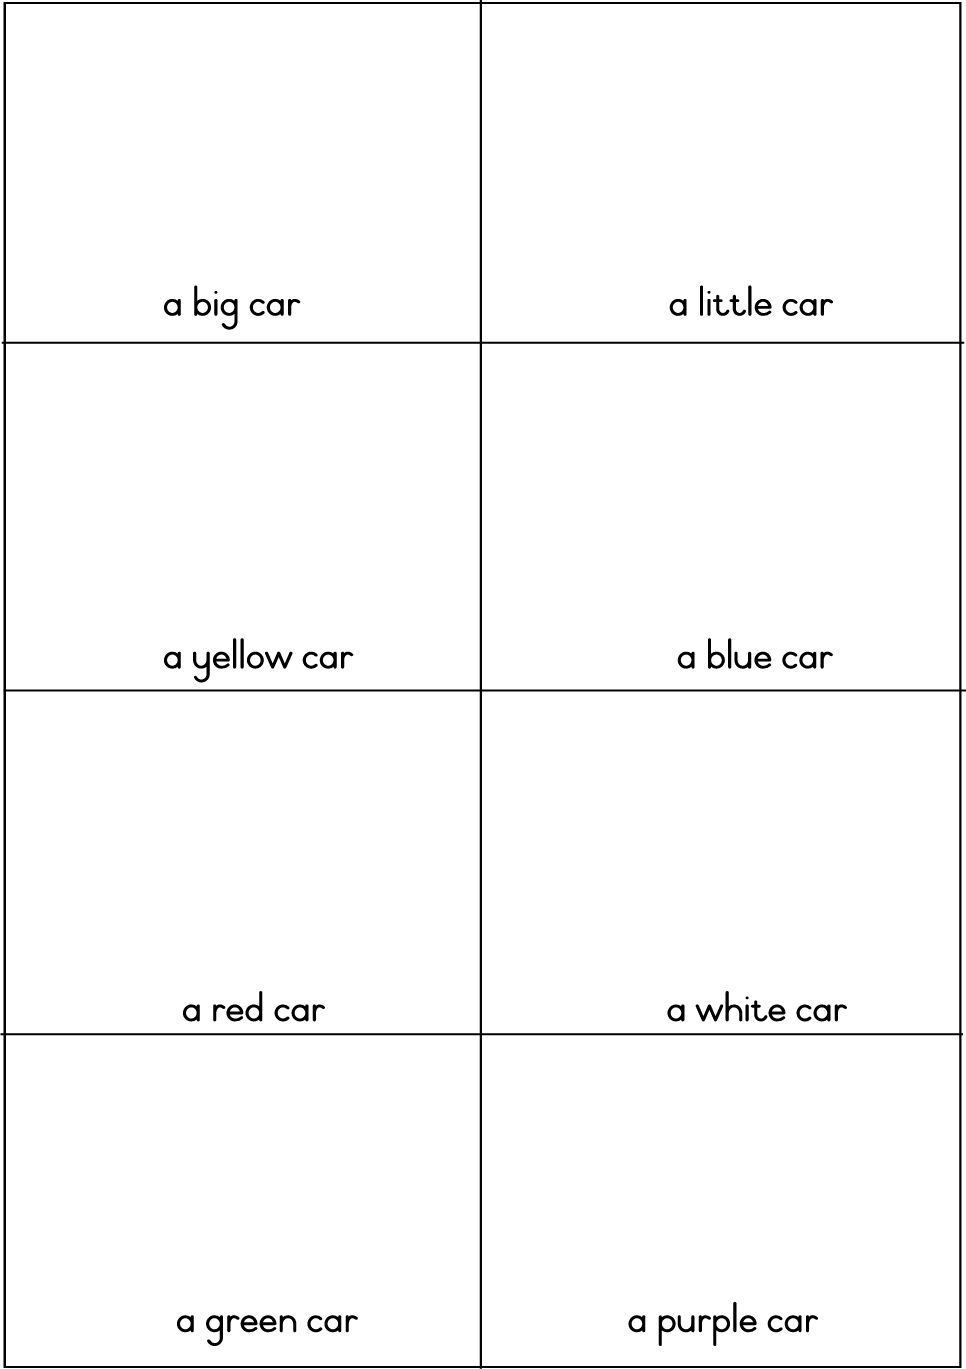 a big car
a little car
a yellow car
a blue car
a red car
a white car
a green car
a purple car